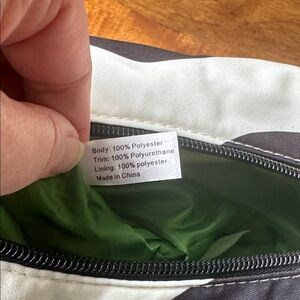 Body: 100% Polyester
Trim: 100% Polyurethane
Lining: 100% polyester
Made in China